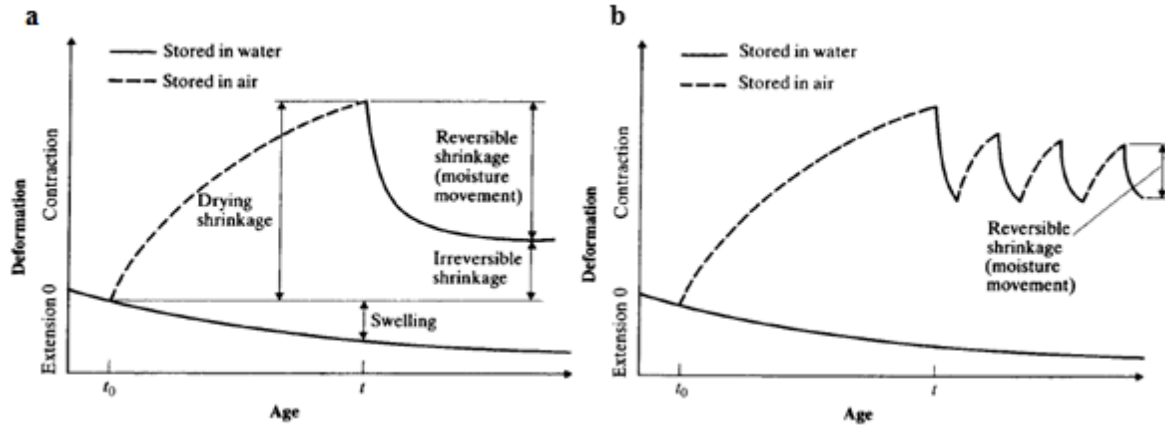 a
Stored in water
Stored in air
Deformation
Contraction
Extension 0
Drying
shrinkage
Reversible
shrinkage
(moisture
movement)
Irreversible
shrinkage
Swelling
t₀
t
Age
b
Stored in water
Stored in air
Deformation
Contraction
Extension 0
Reversible
shrinkage
(moisture
movement)
t₀
t
Age